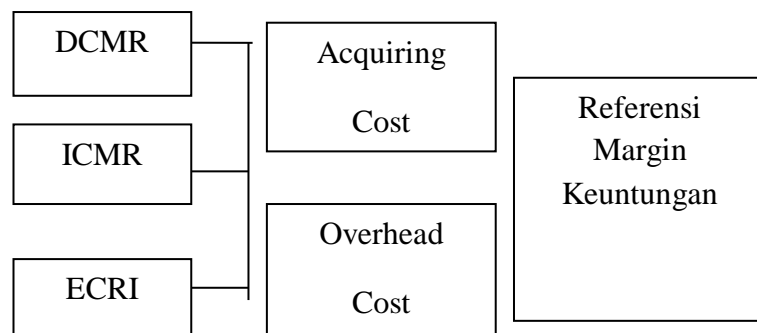 DCMR
ICMR
ECRI
Acquiring
Cost
Overhead
Cost
Referensi
Margin
Keuntungan